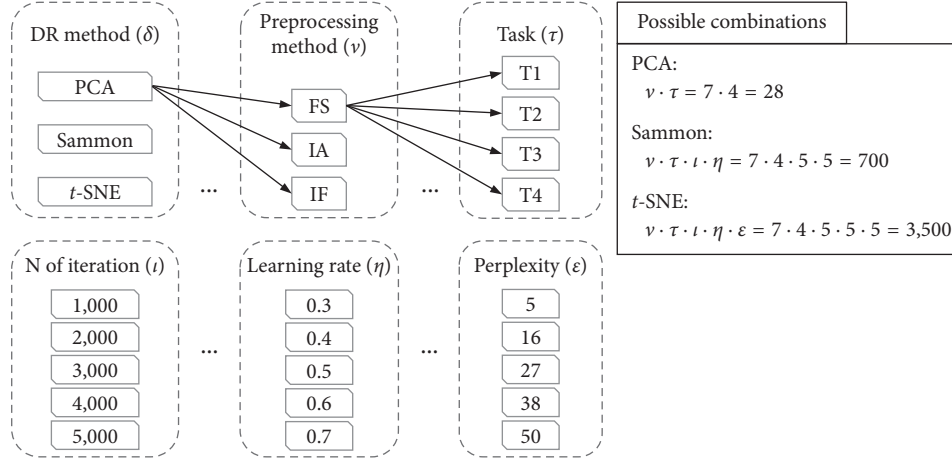 DR method (δ)
PCA
Sammon
t-SNE
...
Preprocessing
method (ν)
FS
IA
IF
...
Task (τ)
T1
T2
T3
T4
Possible combinations
PCA:
ν · τ = 7 · 4 = 28
Sammon:
ν · τ · ι · η = 7 · 4 · 5 · 5 = 700
t-SNE:
ν · τ · ι · η · ε = 7 · 4 · 5 · 5 · 5 = 3,500
N of iteration (ι)
1,000
2,000
3,000
4,000
5,000
...
Learning rate (η)
0.3
0.4
0.5
0.6
0.7
...
Perplexity (ε)
5
16
27
38
50